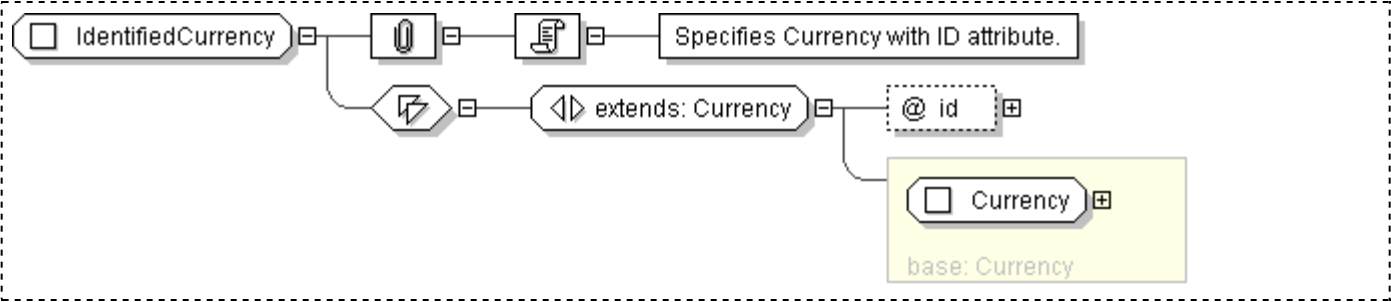 IdentifiedCurrency
Specifies Currency with ID attribute.
extends: Currency
@ id
Currency
base: Currency